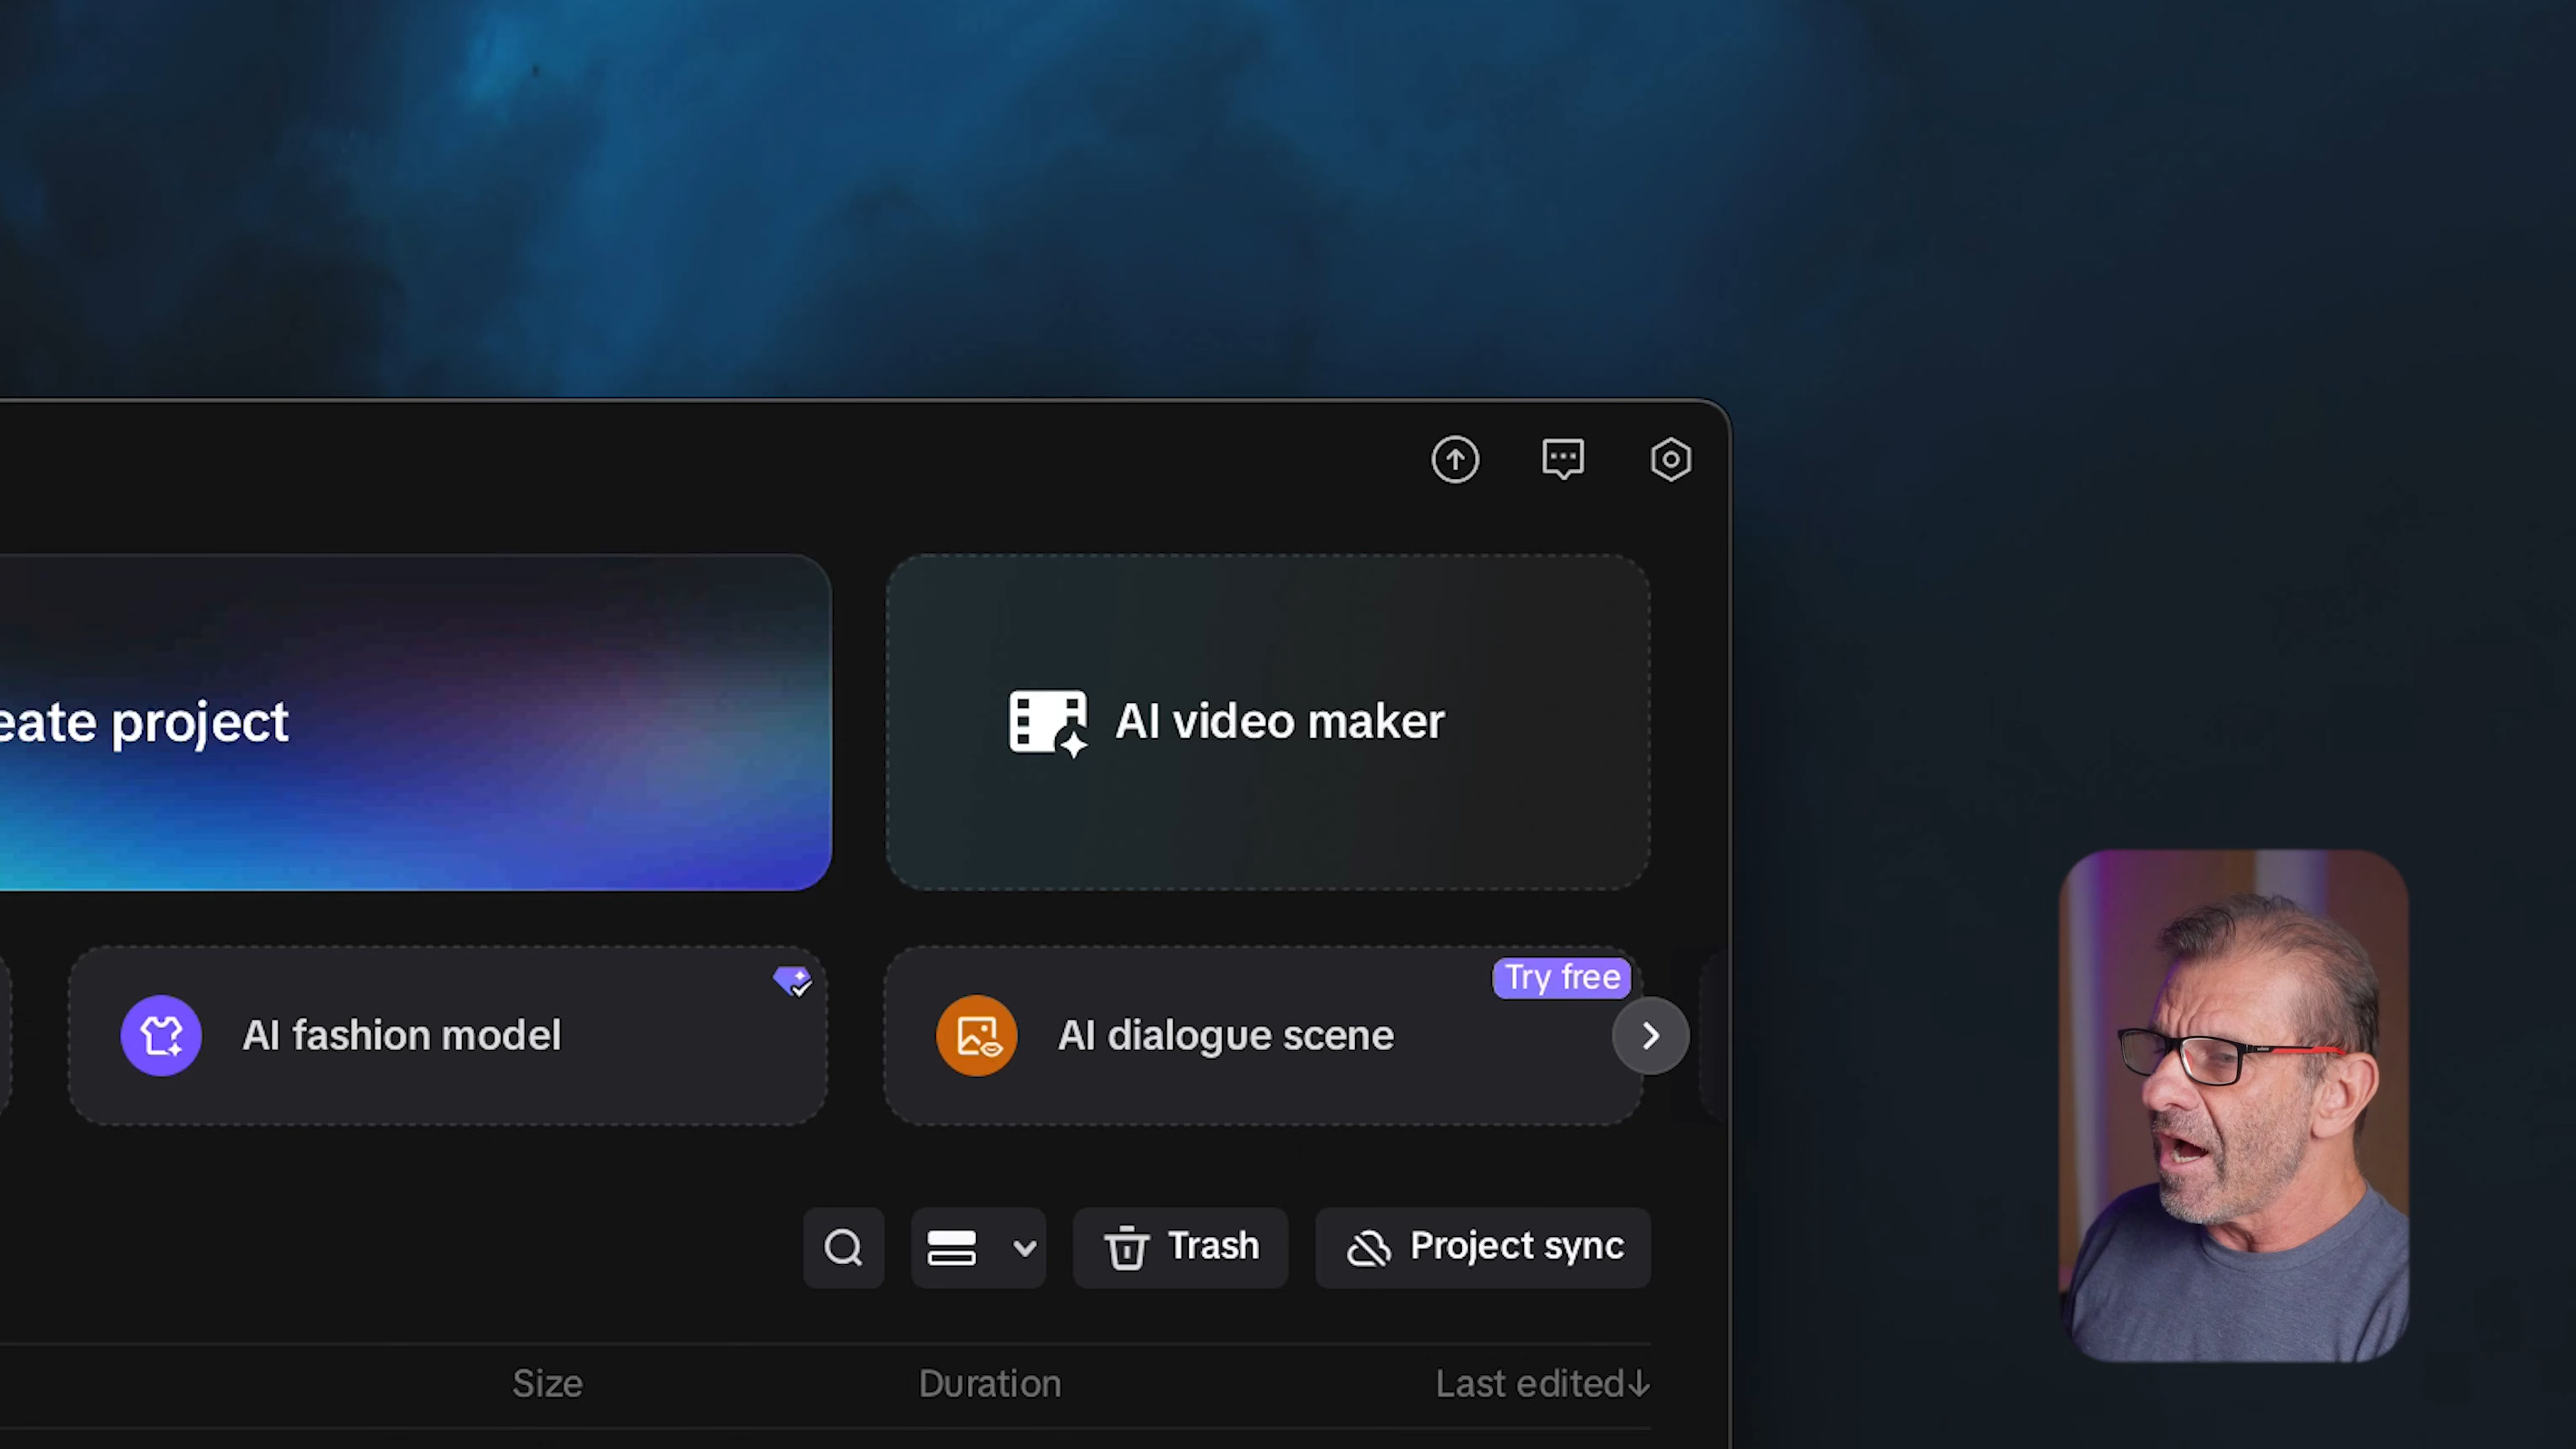 eate project
AI video maker
Try free
AI fashion model
AI dialogue scene
Trash
Project sync
Size
Duration
Last edited↓